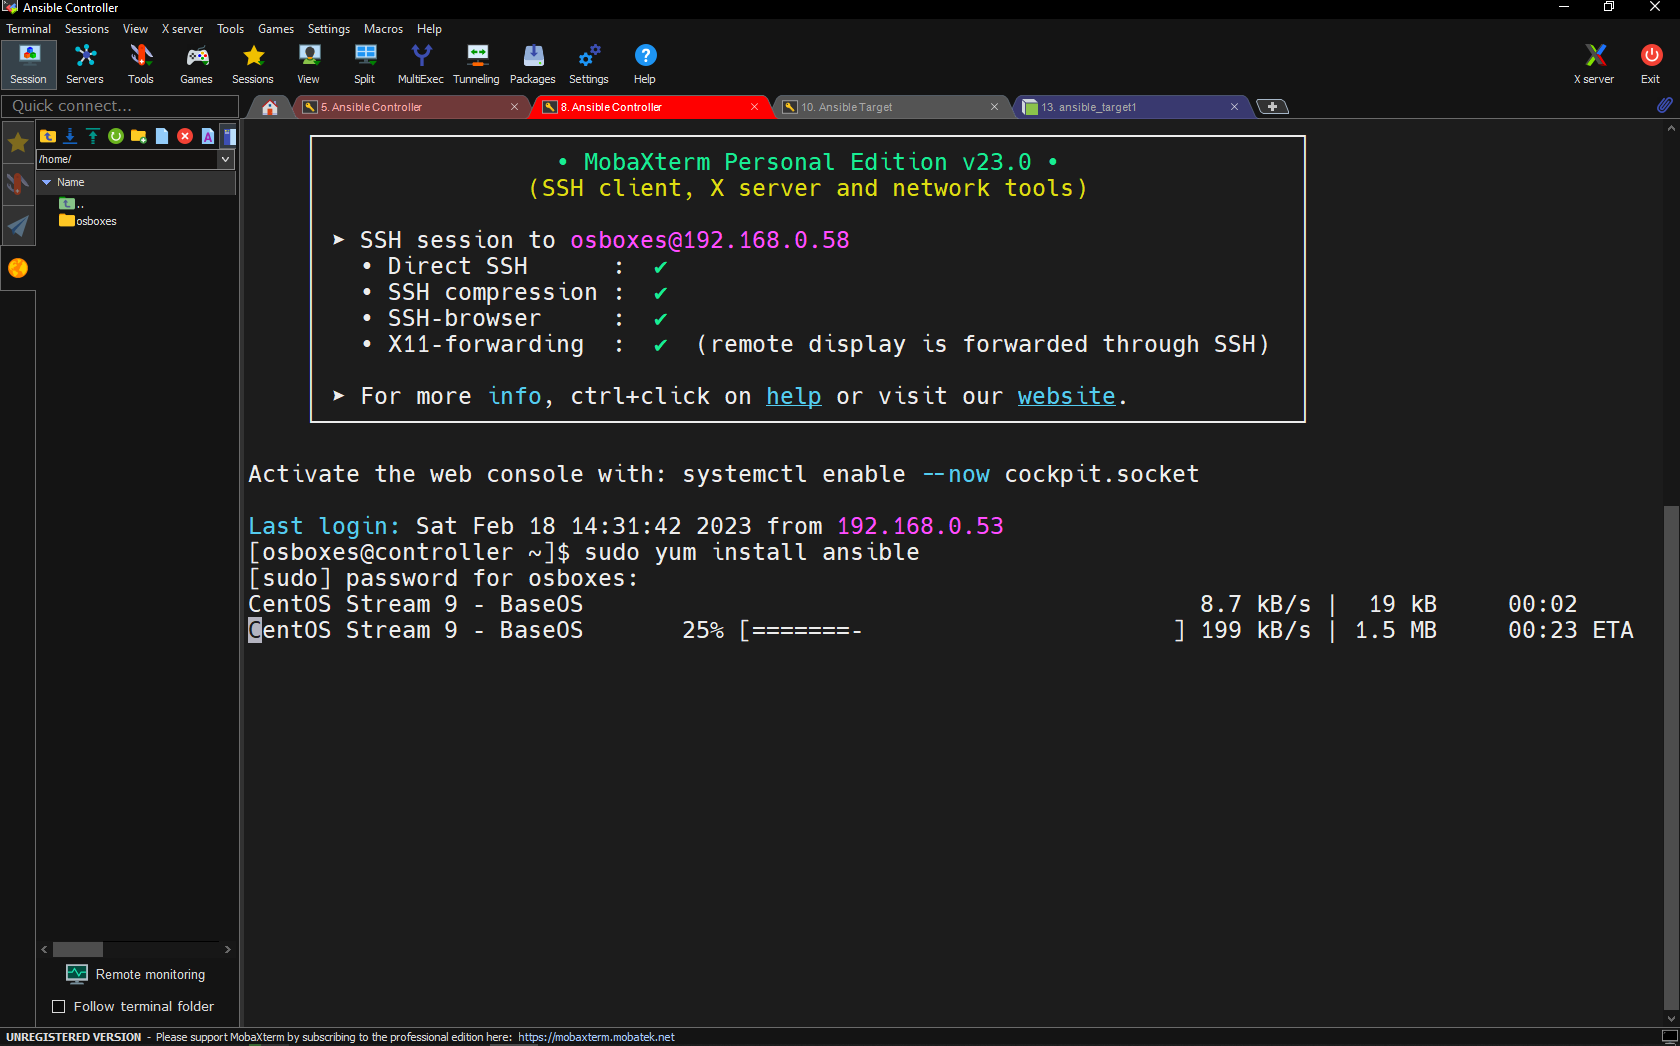 Ansible Controller
Terminal Sessions View X server Tools Games Settings Macros Help
Session Servers Tools Games Sessions View Split MultiExec Tunneling Packages Settings Help X server Exit
Quick connect...
5. Ansible Controller
8. Ansible Controller
10. Ansible Target
13. ansible_target1
/home/
Name
..
osboxes
• MobaXterm Personal Edition v23.0 •
(SSH client, X server and network tools)
➤ SSH session to osboxes@192.168.0.58
• Direct SSH : ✔
• SSH compression : ✔
• SSH-browser : ✔
• X11-forwarding : ✔ (remote display is forwarded through SSH)
➤ For more info, ctrl+click on help or visit our website.
Activate the web console with: systemctl enable --now cockpit.socket
Last login: Sat Feb 18 14:31:42 2023 from 192.168.0.53
[osboxes@controller ~]$ sudo yum install ansible
[sudo] password for osboxes:
CentOS Stream 9 - BaseOS 8.7 kB/s | 19 kB 00:02
CentOS Stream 9 - BaseOS 25% [=======- ] 199 kB/s | 1.5 MB 00:23 ETA
Remote monitoring
Follow terminal folder
UNREGISTERED VERSION - Please support MobaXterm by subscribing to the professional edition here: https://mobaxterm.mobatek.net